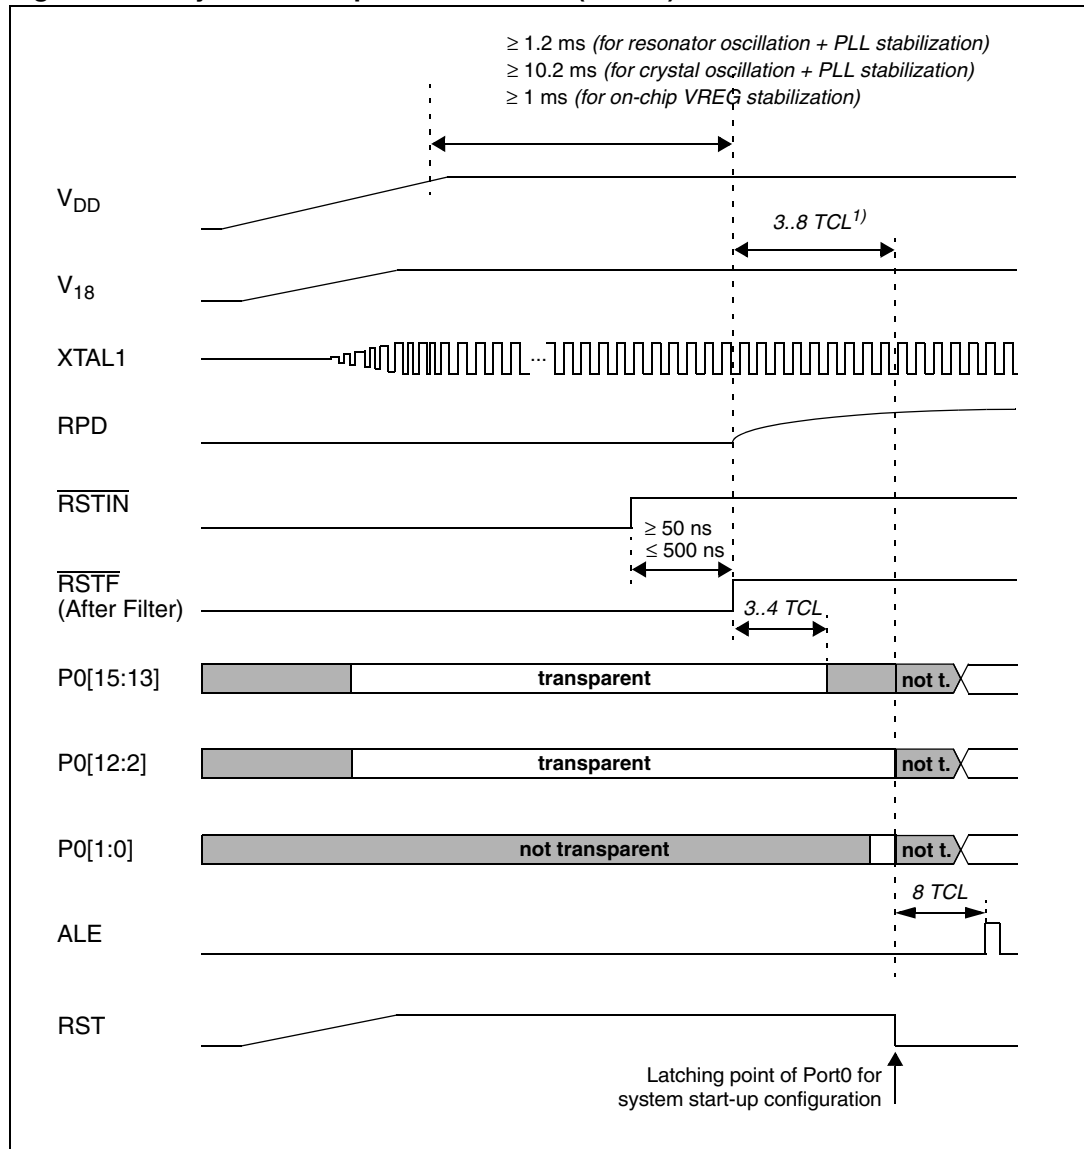 ≥ 1.2 ms (for resonator oscillation + PLL stabilization)
≥ 10.2 ms (for crystal oscillation + PLL stabilization)
≥ 1 ms (for on-chip VREG stabilization)
VDD
3..8 TCL1)
V18
XTAL1
...
RPD
RSTIN
≥ 50 ns
≤ 500 ns
RSTF
(After Filter)
3..4 TCL
P0[15:13]
transparent
not t.
P0[12:2]
transparent
not t.
P0[1:0]
not transparent
not t.
8 TCL
ALE
RST
Latching point of Port0 for
system start-up configuration